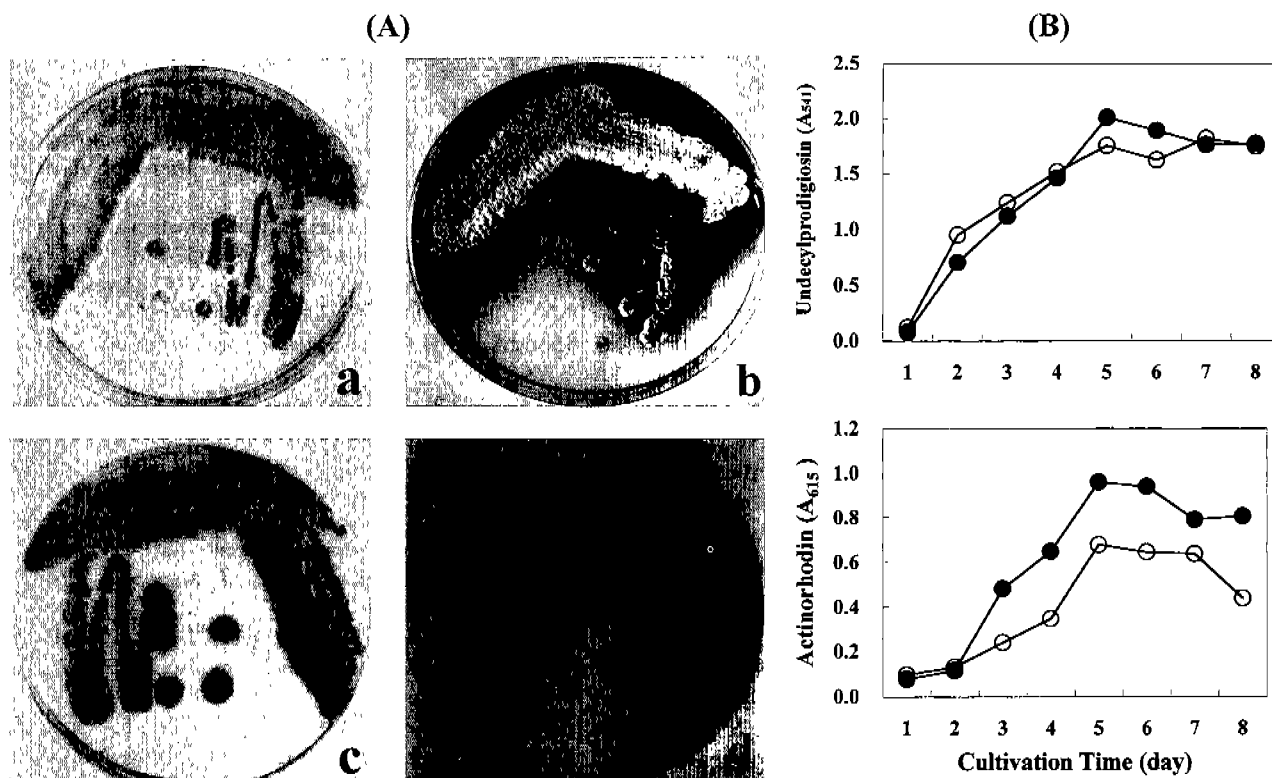 (A)
(B)
a
b
c
2.5
2.0
1.5
1.0
0.5
0.0
Undecylprodigiosin (A541)
1 2 3 4 5 6 7 8
1.2
1.0
0.8
0.6
0.4
0.2
0.0
Actinorhodin (A615)
1 2 3 4 5 6 7 8
Cultivation Time (day)